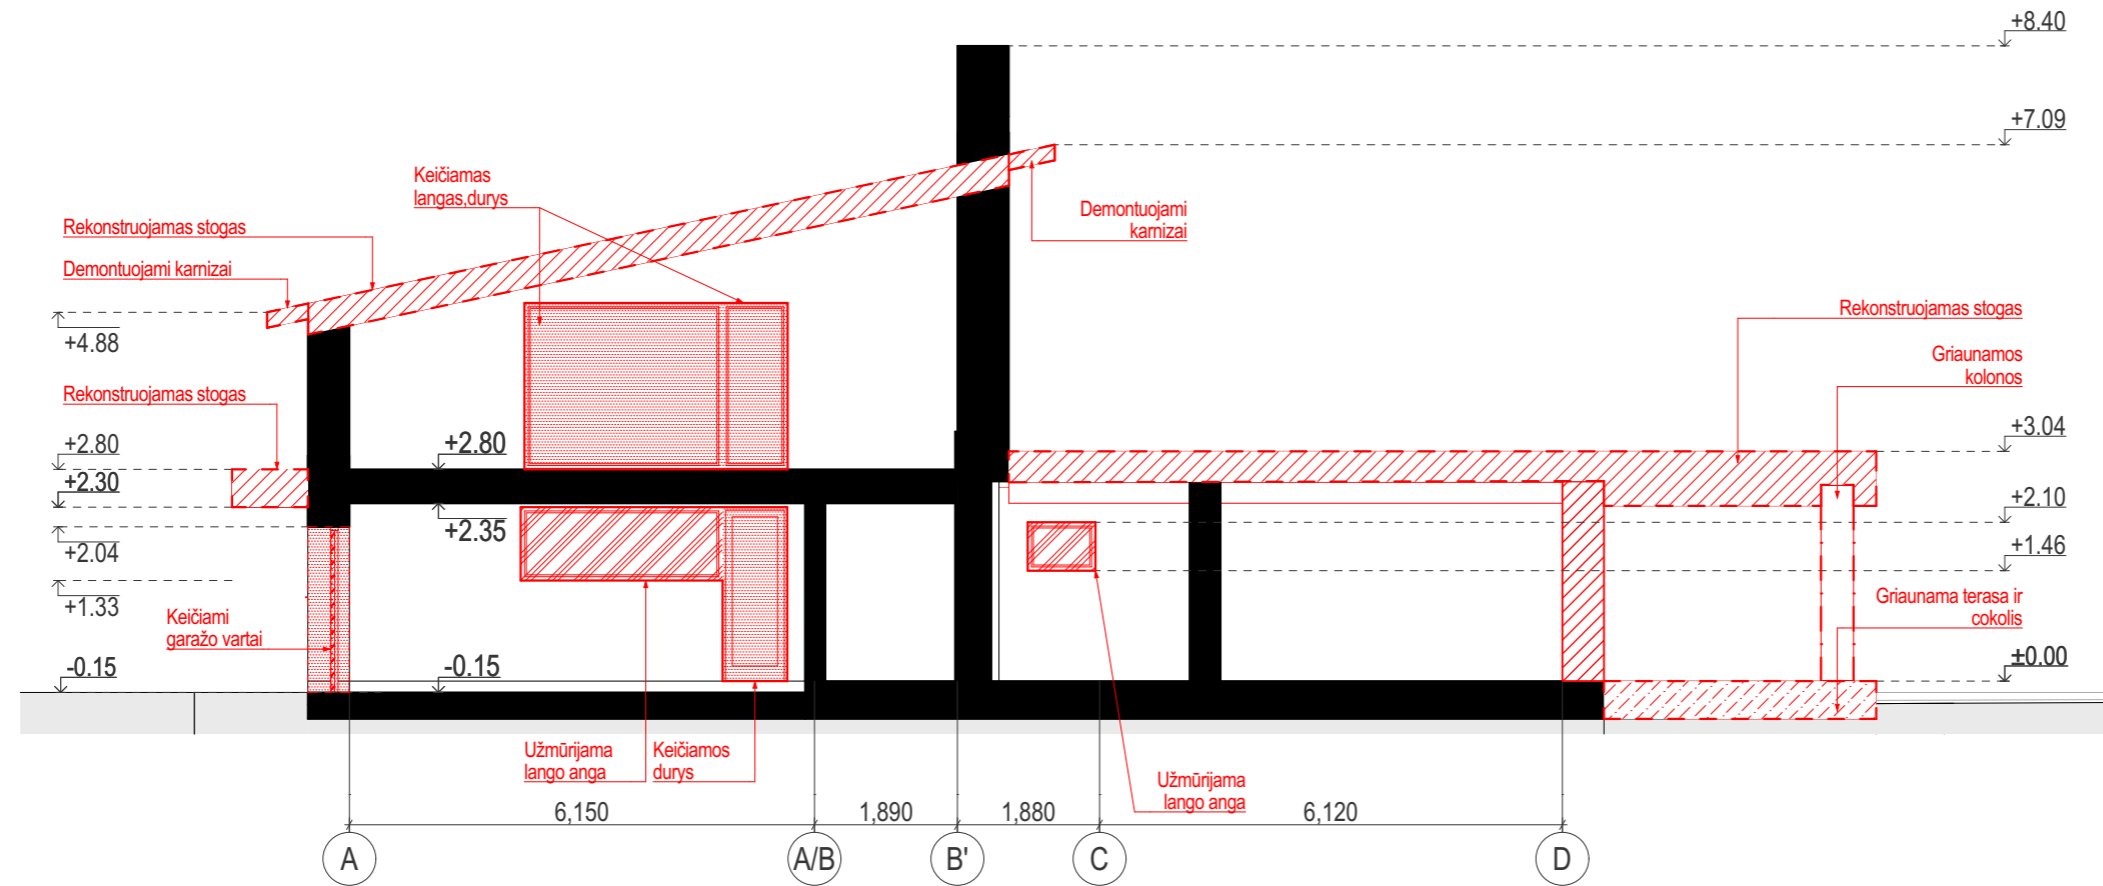 +8.40
+7.09
Keičiamas
langas,durys
Demontuojami
karnizai
Rekonstruojamas stogas
Demontuojami karnizai
+4.88
Rekonstruojamas stogas
Griaunamos
kolonos
Rekonstruojamas stogas
+2.80
+2.80
+3.04
+2.30
+2.35
+2.10
+2.04
+1.46
+1.33
Keičiami
garažo vartai
Griaunama terasa ir
cokolis
-0.15
-0.15
±0.00
Užmūrijama
lango anga
Keičiamos
durys
Užmūrijama
lango anga
6,150
1,890
1,880
6,120
A
A/B
B'
C
D